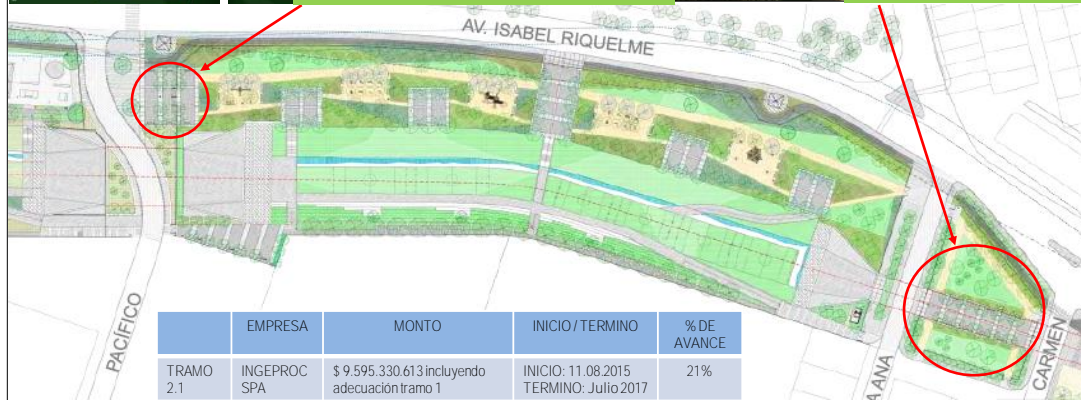 AV. ISABEL RIQUELME
PACÍFICO
A ANA
CARMEN
EMPRESA MONTO INICIO / TERMINO % DE
AVANCE
TRAMO INGEPROC $ 9.595.330.613 incluyendo INICIO: 11.08.2015 21%
2.1 SPA adecuación tramo 1 TERMINO: Julio 2017